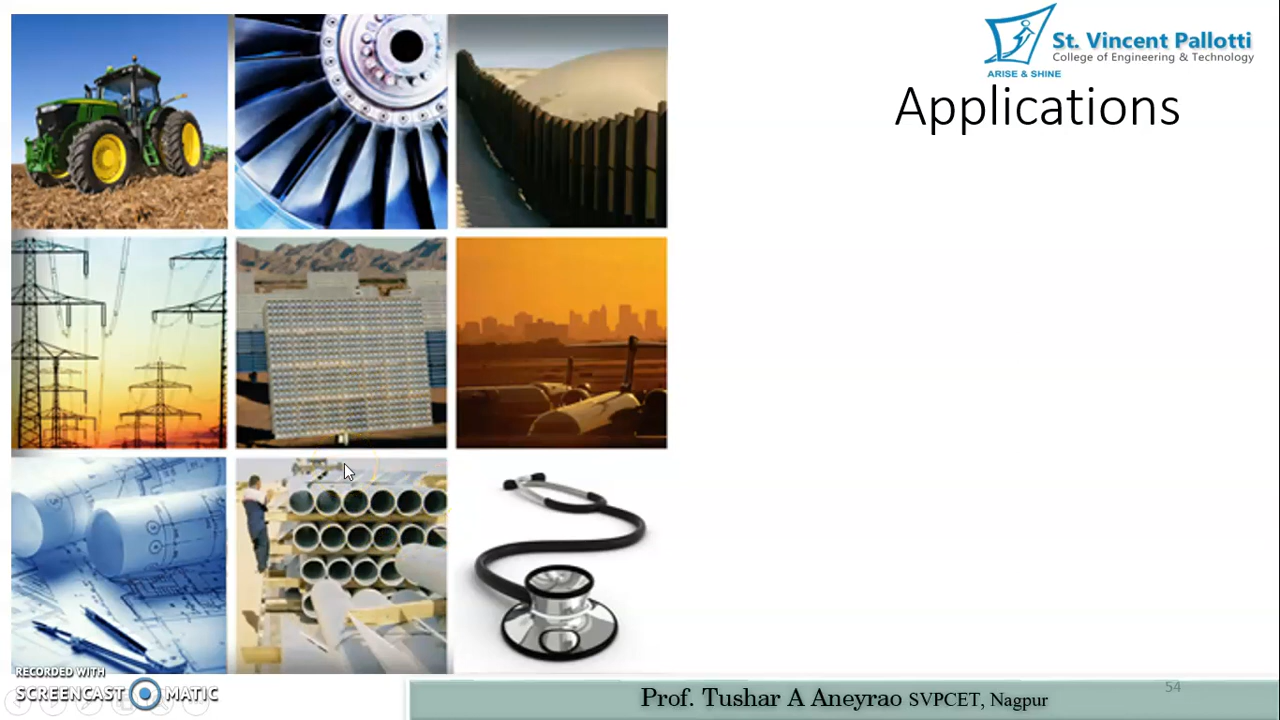 St. Vincent Pallotti
College of Engineering & Technology
ARISE & SHINE
Applications
RECORDED WITH
SCREENCAST MATIC
Prof. Tushar A Aneyrao SVPCET, Nagpur
54